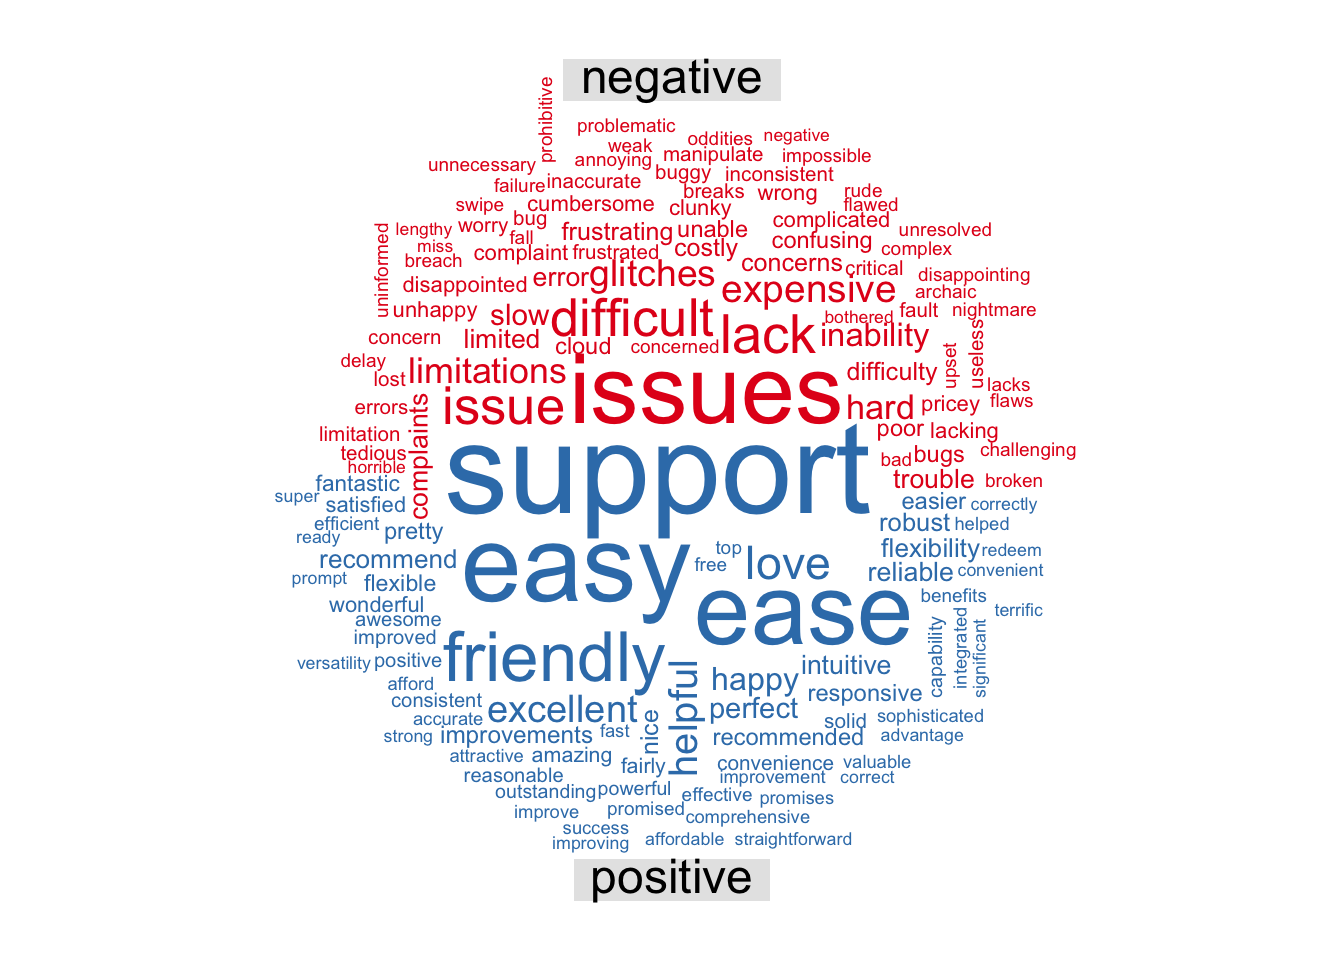 negative
prohibitive
problematic
oddities negative
weak
unnecessary annoying manipulate impossible
failure inaccurate buggy inconsistent
breaks wrong rude
swipe cumbersome clunky flawed
lengthy worry bug frustrating unable complicated unresolved
uninformed miss fall costly confusing complex
breach complaint frustrated concerns critical
disappointed error glitches expensive disappointing
archaic
unhappy slow difficult lack bothered fault nightmare
concern limited cloud concerned inability upset useless
delay limitations issues difficulty
lost lacks
errors issue hard pricey flaws
limitation complaints poor lacking
tedious bad bugs challenging
horrible trouble broken
fantastic support
super satisfied easier correctly
efficient pretty robust helped
ready easy top love flexibility redeem
recommend free reliable convenient
prompt flexible
wonderful ease benefits terrific
awesome
improved capability integrated significant
versatility positive friendly helpful intuitive
afford happy responsive
consistent excellent perfect
accurate nice solid sophisticated
strong improvements fast recommended advantage
attractive amazing fairly convenience valuable
reasonable improvement correct
outstanding powerful effective promises
improve promised comprehensive
success
improving affordable straightforward
positive